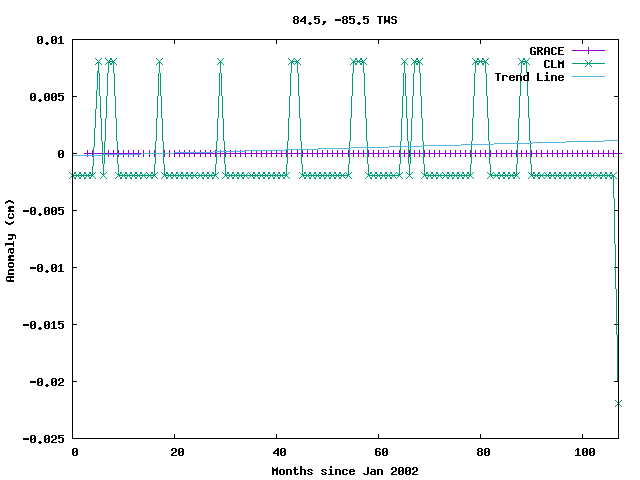 84.5, -85.5 TWS
GRACE
CLM
Trend Line
0.01
0.005
0
-0.005
-0.01
-0.015
-0.02
-0.025
Anomaly (cm)
0 20 40 60 80 100
Months since Jan 2002